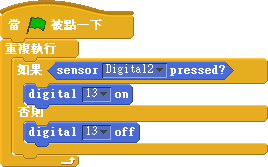 當 被點一下
重複執行
如果 sensor Digital2 pressed?
digital 13 on
否則
digital 13 off